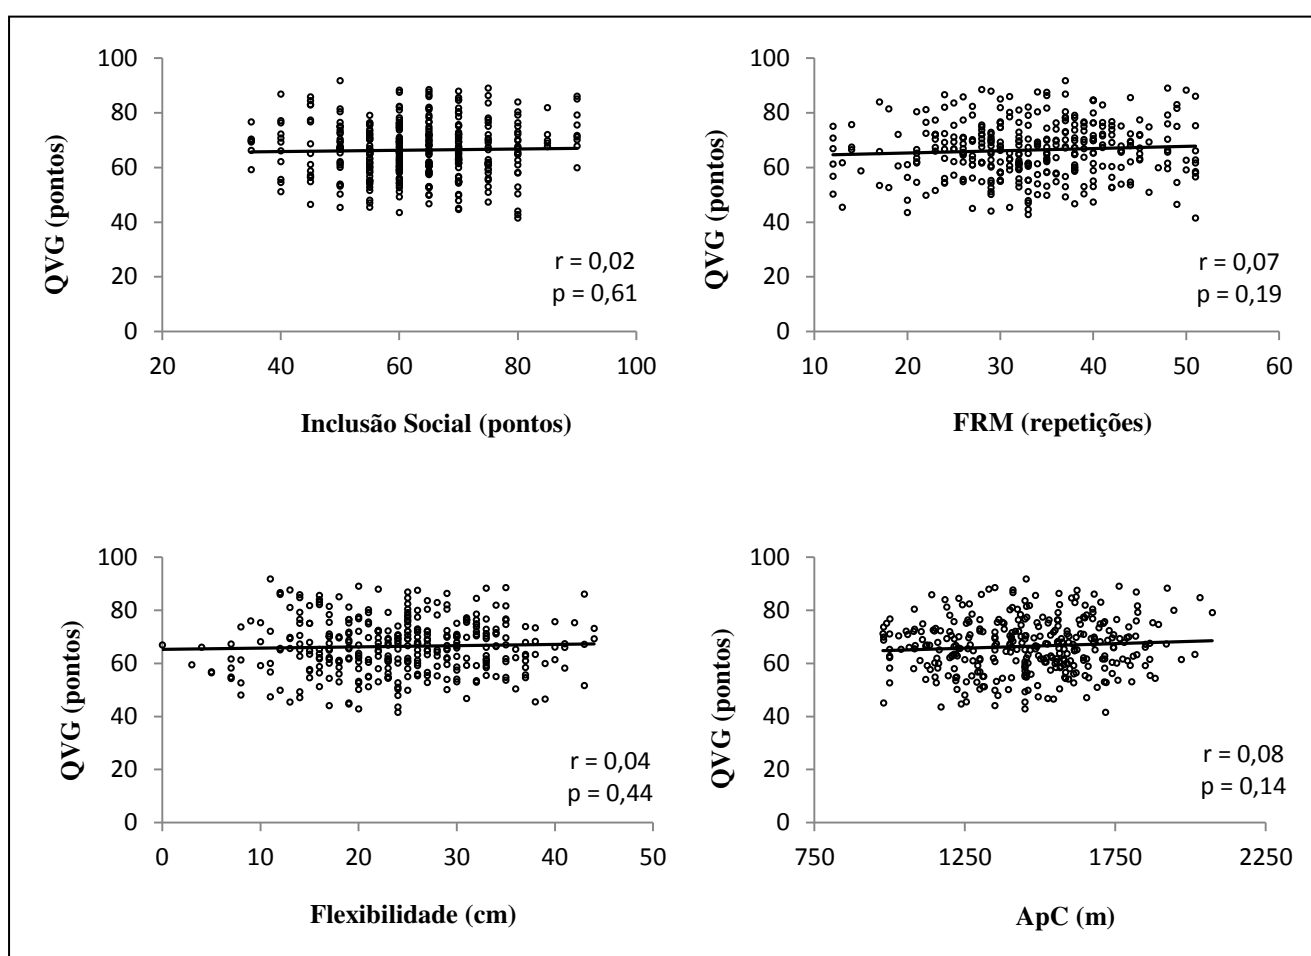 100
80
60
40
20
0
QVG (pontos)
r = 0,02
p = 0,61
20 40 60 80 100
Inclusão Social (pontos)
100
80
60
40
20
0
QVG (pontos)
r = 0,07
p = 0,19
10 20 30 40 50 60
FRM (repetições)
100
80
60
40
20
0
QVG (pontos)
r = 0,04
p = 0,44
0 10 20 30 40 50
Flexibilidade (cm)
100
80
60
40
20
0
QVG (pontos)
r = 0,08
p = 0,14
750 1250 1750 2250
ApC (m)